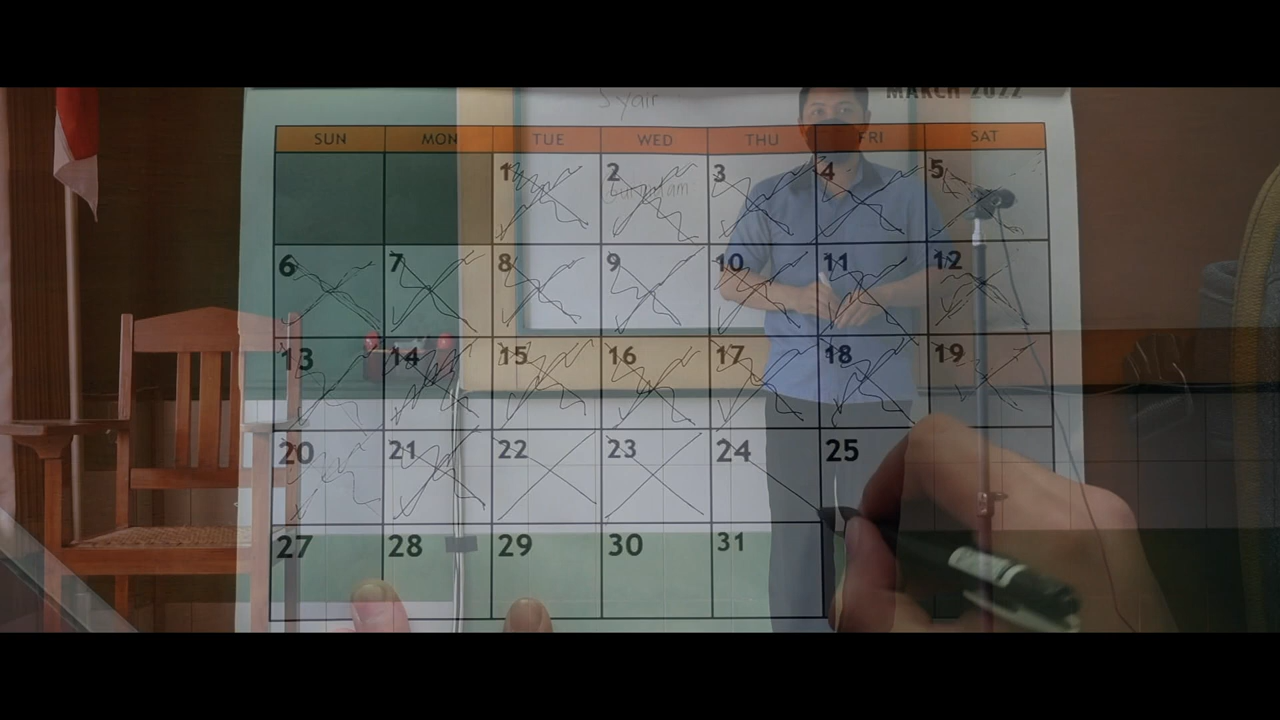 Syair
MARCH 2022
SUN MON TUE WED THU FRI SAT
1 2 3 4 5
6 7 8 9 10 11 12
13 14 15 16 17 18 19
20 21 22 23 24 25
27 28 29 30 31